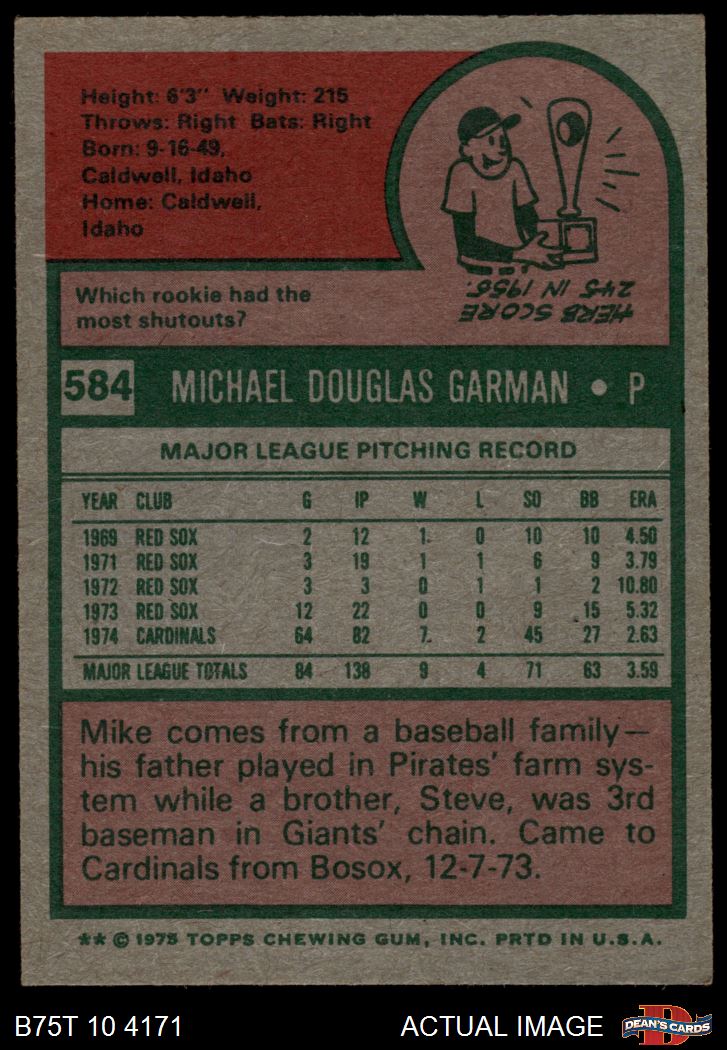 Height: 6'3" Weight: 215
Throws: Right Bats: Right
Born: 9-16-49,
Caldwell, Idaho
Home: Caldwell,
Idaho
Which rookie had the
most shutouts?
HERB SCORE
245 IN 1955.
584 MICHAEL DOUGLAS GARMAN • P
MAJOR LEAGUE PITCHING RECORD
YEAR CLUB G IP W L SO BB ERA
1969 RED SOX 2 12 1 0 10 10 4.50
1971 RED SOX 3 19 1 1 6 9 3.79
1972 RED SOX 3 3 0 1 1 2 10.80
1973 RED SOX 12 22 0 0 9 15 5.32
1974 CARDINALS 64 82 7 2 45 27 2.63
MAJOR LEAGUE TOTALS 84 138 9 4 71 63 3.59
Mike comes from a baseball family—
his father played in Pirates' farm sys-
tem while a brother, Steve, was 3rd
baseman in Giants' chain. Came to
Cardinals from Bosox, 12-7-73.
** © 1975 TOPPS CHEWING GUM, INC. PRTD IN U.S.A.
B75T 10 4171 ACTUAL IMAGE D DEAN'S CARDS